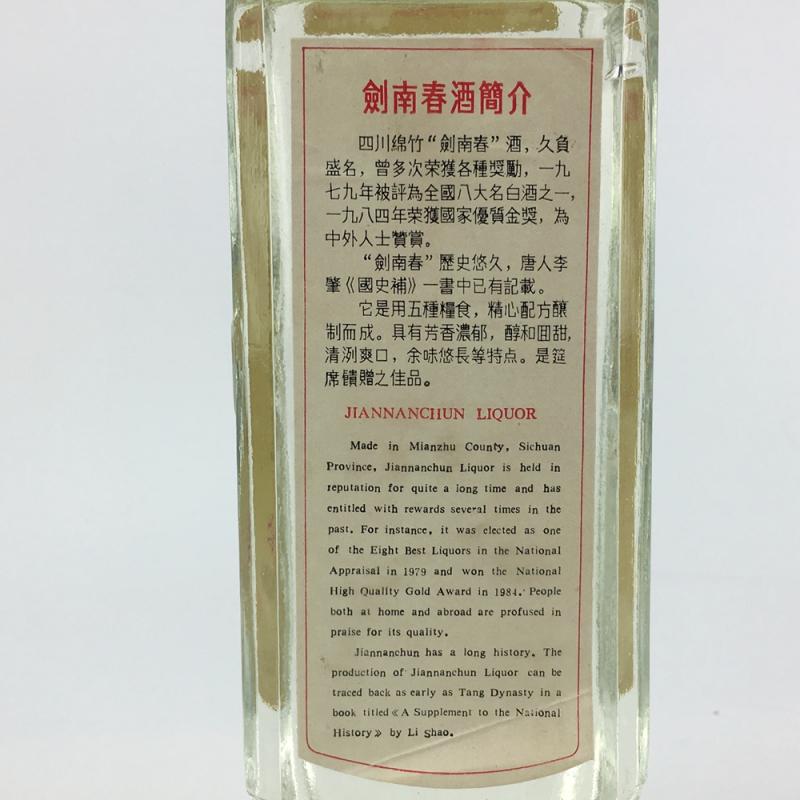 劍南春酒簡介
四川绵竹“劍南春”酒，久負
盛名，曾多次荣獲各種獎勵，一九
七九年被評為全國八大名白酒之一，
一九八四年荣獲國家優質金獎，為
中外人士贊賞。
“劍南春”歷史悠久，唐人李
肇《國史補》一書中已有記載。
它是用五種糧食，精心配方釀
制而成。具有芳香濃郁，醇和回甜，
清洌爽口，余味悠長等特点。是筵
席饋贈之佳品。
JIANNANCHUN LIQUOR
Made in Mianzhu County, Sichuan
Province, Jiannanchun Liquor is held in
reputation for quite a long time and has
entitled with rewards several times in the
past. For instance, it was elected as one
of the Eight Best Liquors in the National
Appraisal in 1979 and won the National
High Quality Gold Award in 1984. People
both at home and abroad are profused in
praise for its quality.
Jiannanchun has a long history. The
production of Jiannanchun Liquor can be
traced back as early as Tang Dynasty in a
book titled《A Supplement to the National
History》 by Li Shao.